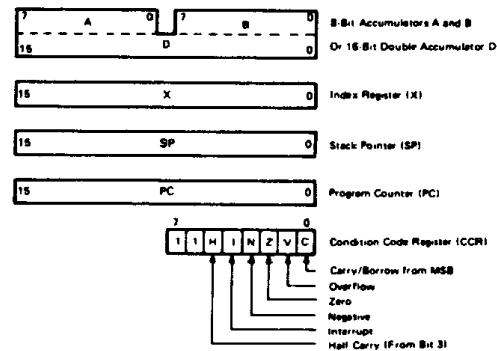 7 A 0 7 B 0 8-Bit Accumulators A and B
15 D 0 Or 16-Bit Double Accumulator D
15 X 0 Index Register (X)
15 SP 0 Stack Pointer (SP)
15 PC 0 Program Counter (PC)
7 0
1 1 H I N Z V C Condition Code Register (CCR)
Carry/Borrow from MSB
Overflow
Zero
Negative
Interrupt
Half Carry (From Bit 3)